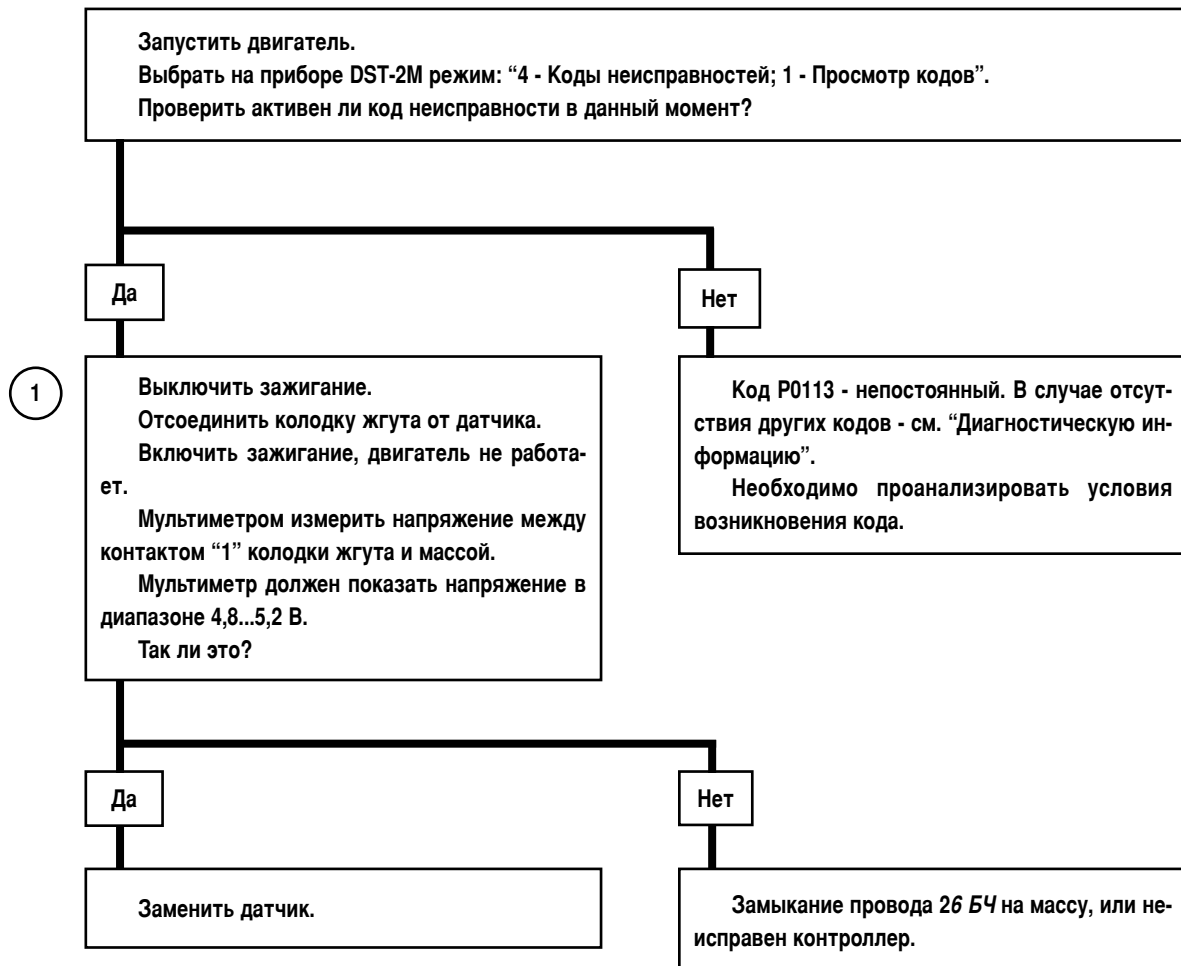 Запустить двигатель.
Выбрать на приборе DST-2M режим: “4 - Коды неисправностей; 1 - Просмотр кодов”.
Проверить активен ли код неисправности в данный момент?
Да
Нет
1
Выключить зажигание.
Отсоединить колодку жгута от датчика.
Включить зажигание, двигатель не работа-
ет.
Мультиметром измерить напряжение между
контактом “1” колодки жгута и массой.
Мультиметр должен показать напряжение в
диапазоне 4,8...5,2 В.
Так ли это?
Код Р0113 - непостоянный. В случае отсут-
ствия других кодов - см. “Диагностическую ин-
формацию”.
Необходимо проанализировать условия
возникновения кода.
Да
Нет
Заменить датчик.
Замыкание провода 26 БЧ на массу, или не-
исправен контроллер.